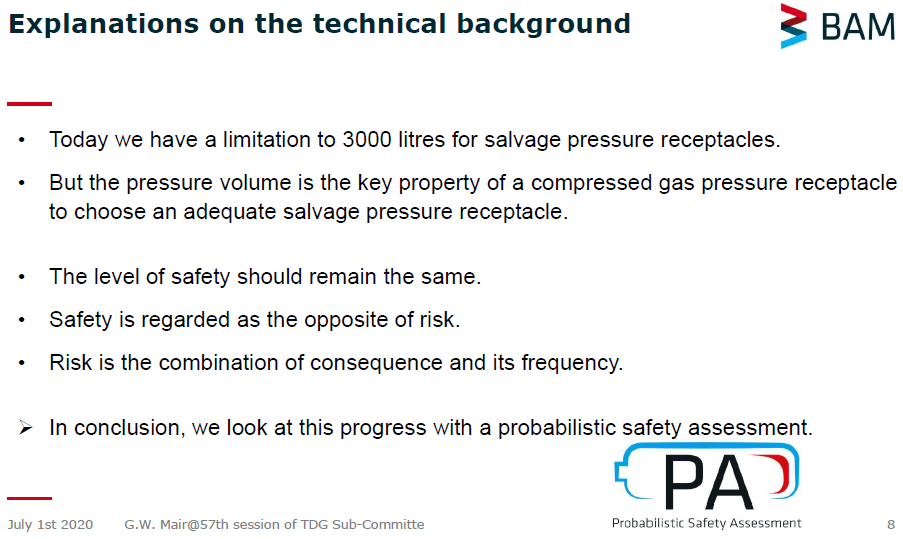 Explanations on the technical background
BAM
• Today we have a limitation to 3000 litres for salvage pressure receptacles.
• But the pressure volume is the key property of a compressed gas pressure receptacle
to choose an adequate salvage pressure receptacle.
• The level of safety should remain the same.
• Safety is regarded as the opposite of risk.
• Risk is the combination of consequence and its frequency.
➢ In conclusion, we look at this progress with a probabilistic safety assessment.
PA
Probabilistic Safety Assessment
July 1st 2020 G.W. Mair@57th session of TDG Sub-Committe
8